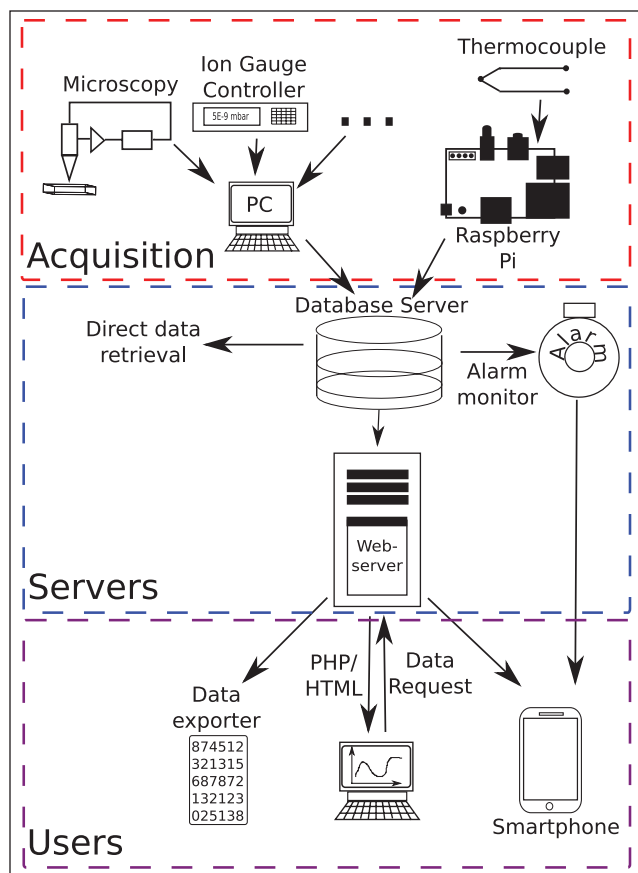 Thermocouple
Ion Gauge
Controller
Microscopy
5E-9 mbar
PC
Raspberry
Pi
Acquisition
Database Server
Direct data
retrieval
Alarm
Alarm
monitor
Web-
server
Servers
PHP/
HTML
Data
Request
Data
exporter
874512
321315
687872
132123
025138
Smartphone
Users